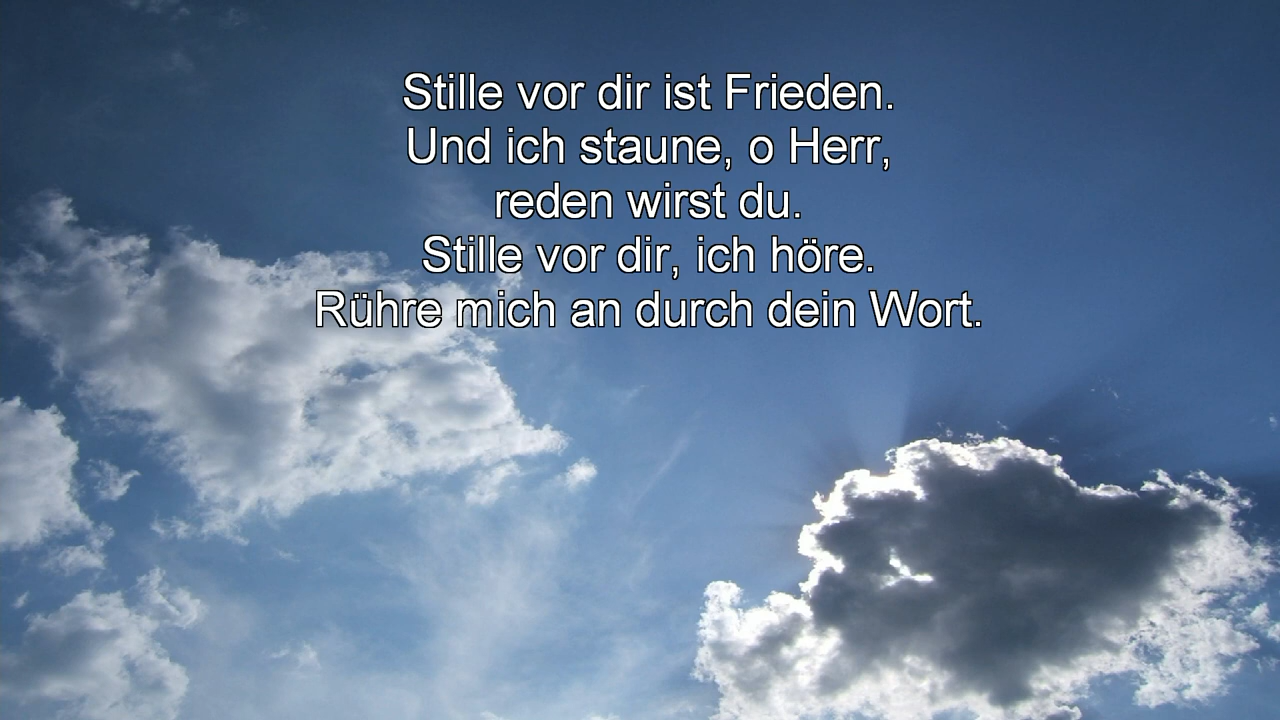 Stille vor dir ist Frieden.
Und ich staune, o Herr,
reden wirst du.
Stille vor dir, ich höre.
Rühre mich an durch dein Wort.